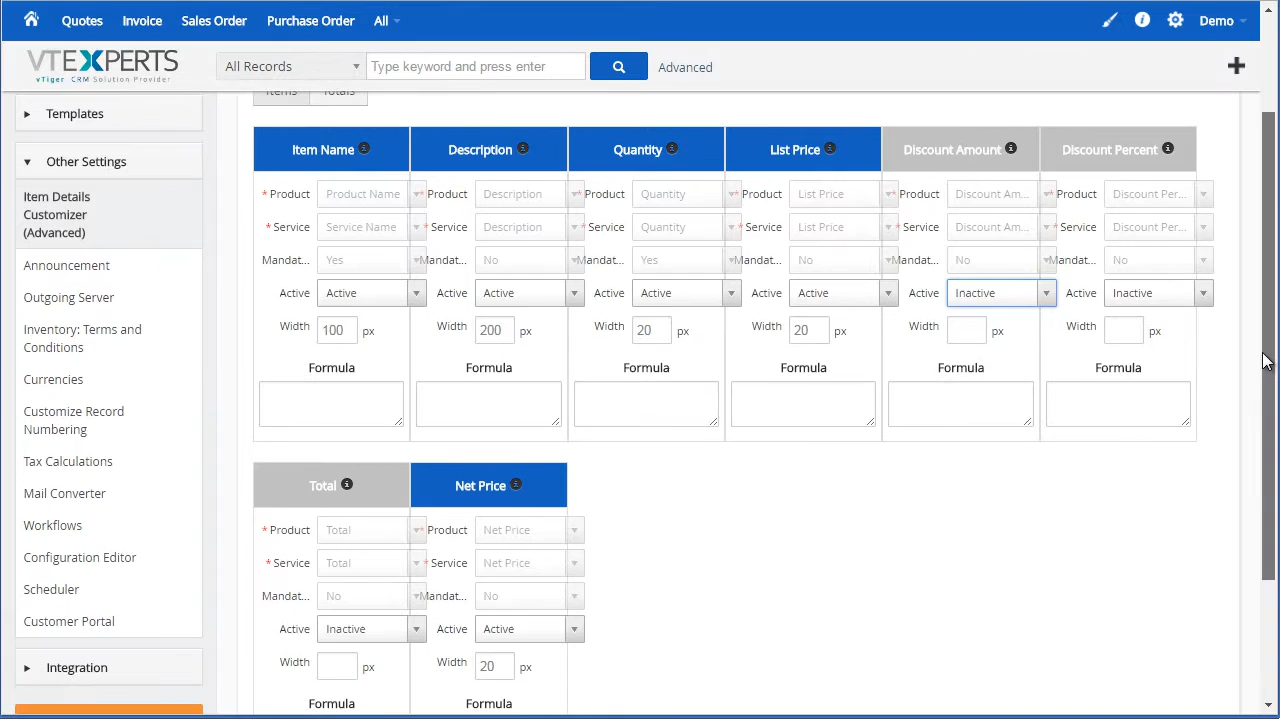 Quotes Invoice Sales Order Purchase Order All Demo
VTEXPERTS
vTiger CRM Solution Provider
All Records Type keyword and press enter Advanced
Items Totals
Templates
Other Settings
Item Details
Customizer
(Advanced)
Announcement
Outgoing Server
Inventory: Terms and
Conditions
Currencies
Customize Record
Numbering
Tax Calculations
Mail Converter
Workflows
Configuration Editor
Scheduler
Customer Portal
Integration
Item Name Description Quantity List Price Discount Amount Discount Percent
* Product Product Name * Product Description * Product Quantity * Product List Price * Product Discount Am... * Product Discount Per...
* Service Service Name * Service Description * Service Quantity * Service List Price * Service Discount Am... * Service Discount Per...
Mandat... Yes Mandat... No Mandat... Yes Mandat... No Mandat... No Mandat... No
Active Active Active Active Active Active Active Active Active Inactive Active Inactive
Width 100 px Width 200 px Width 20 px Width 20 px Width px Width px
Formula Formula Formula Formula Formula Formula
Total Net Price
* Product Total * Product Net Price
* Service Total * Service Net Price
Mandat... No Mandat... No
Active Inactive Active Active
Width px Width 20 px
Formula Formula